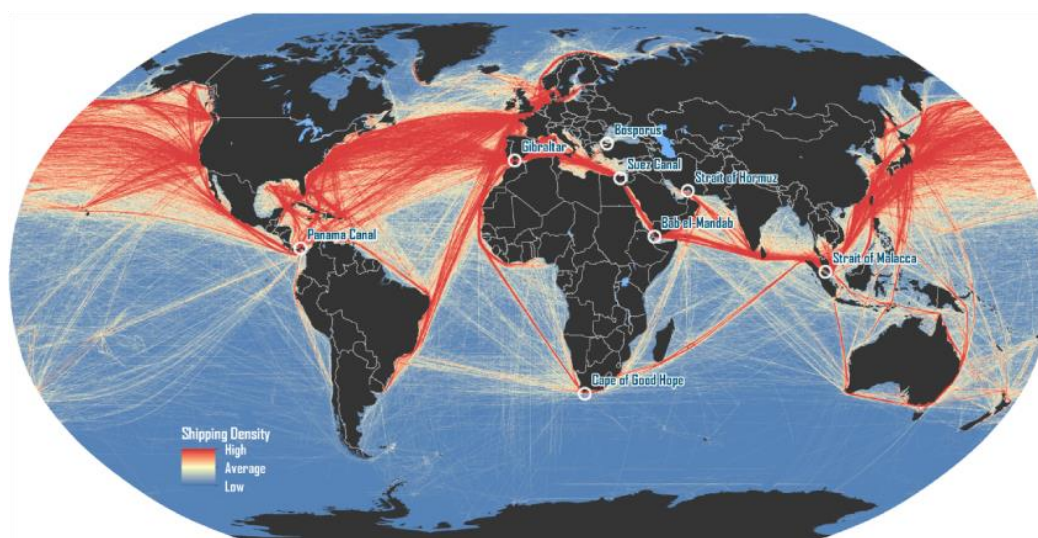 Bosporus
Gibraltar
Suez Canal
Strait of Hormuz
Bab el-Mandab
Panama Canal
Strait of Malacca
Cape of Good Hope
Shipping Density
High
Average
Low